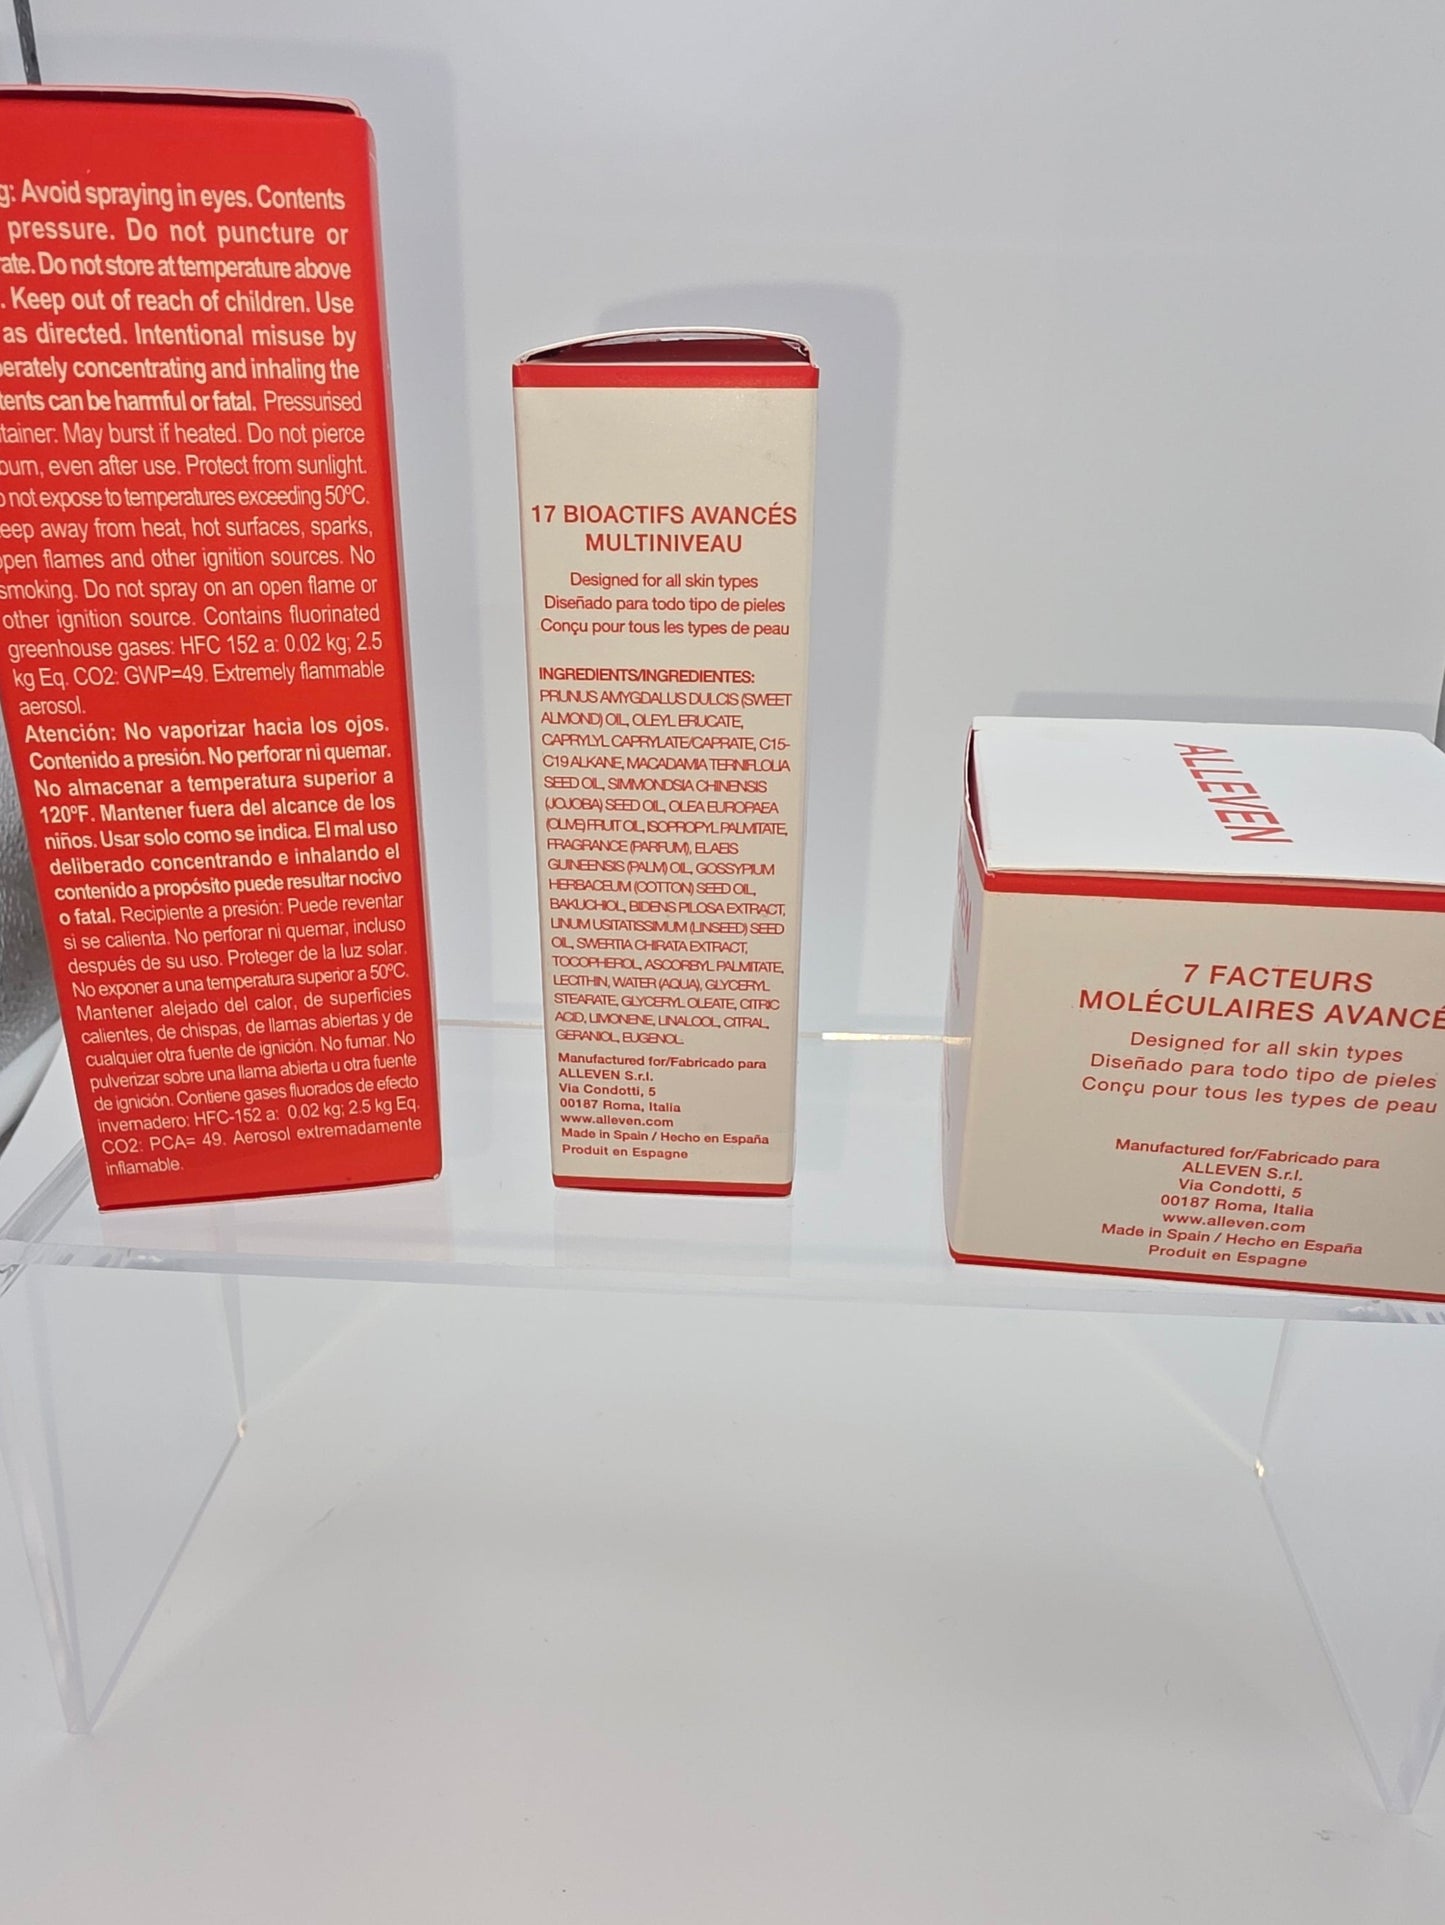 Avoid spraying in eyes. Contents
pressure. Do not puncture or
Do not store at temperature above
. Keep out of reach of children. Use
as directed. Intentional misuse by
concentrating and inhaling the
can be harmful or fatal. Pressurised
May burst if heated. Do not pierce
even after use. Protect from sunlight.
not expose to temperatures exceeding 50ºC.
away from heat, hot surfaces, sparks,
open flames and other ignition sources. No
smoking. Do not spray on an open flame or
other ignition source. Contains fluorinated
greenhouse gases: HFC 152 a: 0.02 kg; 2.5
kg Eq. CO2: GWP=49. Extremely flammable
aerosol.
Atención: No vaporizar hacia los ojos.
Contenido a presión. No perforar ni quemar.
No almacenar a temperatura superior a
120ºF. Mantener fuera del alcance de los
niños. Usar solo como se indica. El mal uso
deliberado concentrando e inhalando el
contenido a propósito puede resultar nocivo
o fatal. Recipiente a presión: Puede reventar
si se calienta. No perforar ni quemar, incluso
después de su uso. Proteger de la luz solar.
No exponer a una temperatura superior a 50ºC.
Mantener alejado del calor, de superficies
calientes, de chispas, de llamas abiertas y de
cualquier otra fuente de ignición. No fumar. No
pulverizar sobre una llama abierta u otra fuente
de ignición. Contiene gases fluorados de efecto
invernadero: HFC-152 a: 0.02 kg; 2.5 kg Eq.
CO2: PCA= 49. Aerosol extremadamente
inflamable.
17 BIOACTIFS AVANCÉS
MULTINIVEAU
Designed for all skin types
Diseñado para todo tipo de pieles
Conçu pour tous les types de peau
INGREDIENTS/INGREDIENTES:
PRUNUS AMYGDALUS DULCIS (SWEET
ALMOND) OIL, OLEYL ERUCATE,
CAPRYLYL CAPRYLATE/CAPRATE, C15-
C19 ALKANE, MACADAMIA TERNIFLOLIA
SEED OIL, SIMMONDSIA CHINENSIS
(JOJOBA) SEED OIL, OLEA EUROPAEA
(OLIVE) FRUIT OIL, ISOPROPYL PALMITATE,
FRAGRANCE (PARFUM), ELAEIS
GUINEENSIS (PALM) OIL, GOSSYPIUM
HERBACEUM (COTTON) SEED OIL,
BAKUCHIOL, BIDENS PILOSA EXTRACT,
LINUM USITATISSIMUM (LINSEED) SEED
OIL, SWERTIA CHIRATA EXTRACT,
TOCOPHEROL, ASCORBYL PALMITATE,
LECITHIN, WATER (AQUA), GLYCERYL
STEARATE, GLYCERYL OLEATE, CITRIC
ACID, LIMONENE, LINALOOL, CITRAL,
GERANIOL, EUGENOL.
Manufactured for/Fabricado para
ALLEVEN S.r.l.
Via Condotti, 5
00187 Roma, Italia
www.alleven.com
Made in Spain / Hecho en España
Produit en Espagne
ALLEVEN
7 FACTEURS
MOLÉCULAIRES AVANCÉ
Designed for all skin types
Diseñado para todo tipo de pieles
Conçu pour tous les types de peau
Manufactured for/Fabricado para
ALLEVEN S.r.l.
Via Condotti, 5
00187 Roma, Italia
www.alleven.com
Made in Spain / Hecho en España
Produit en Espagne